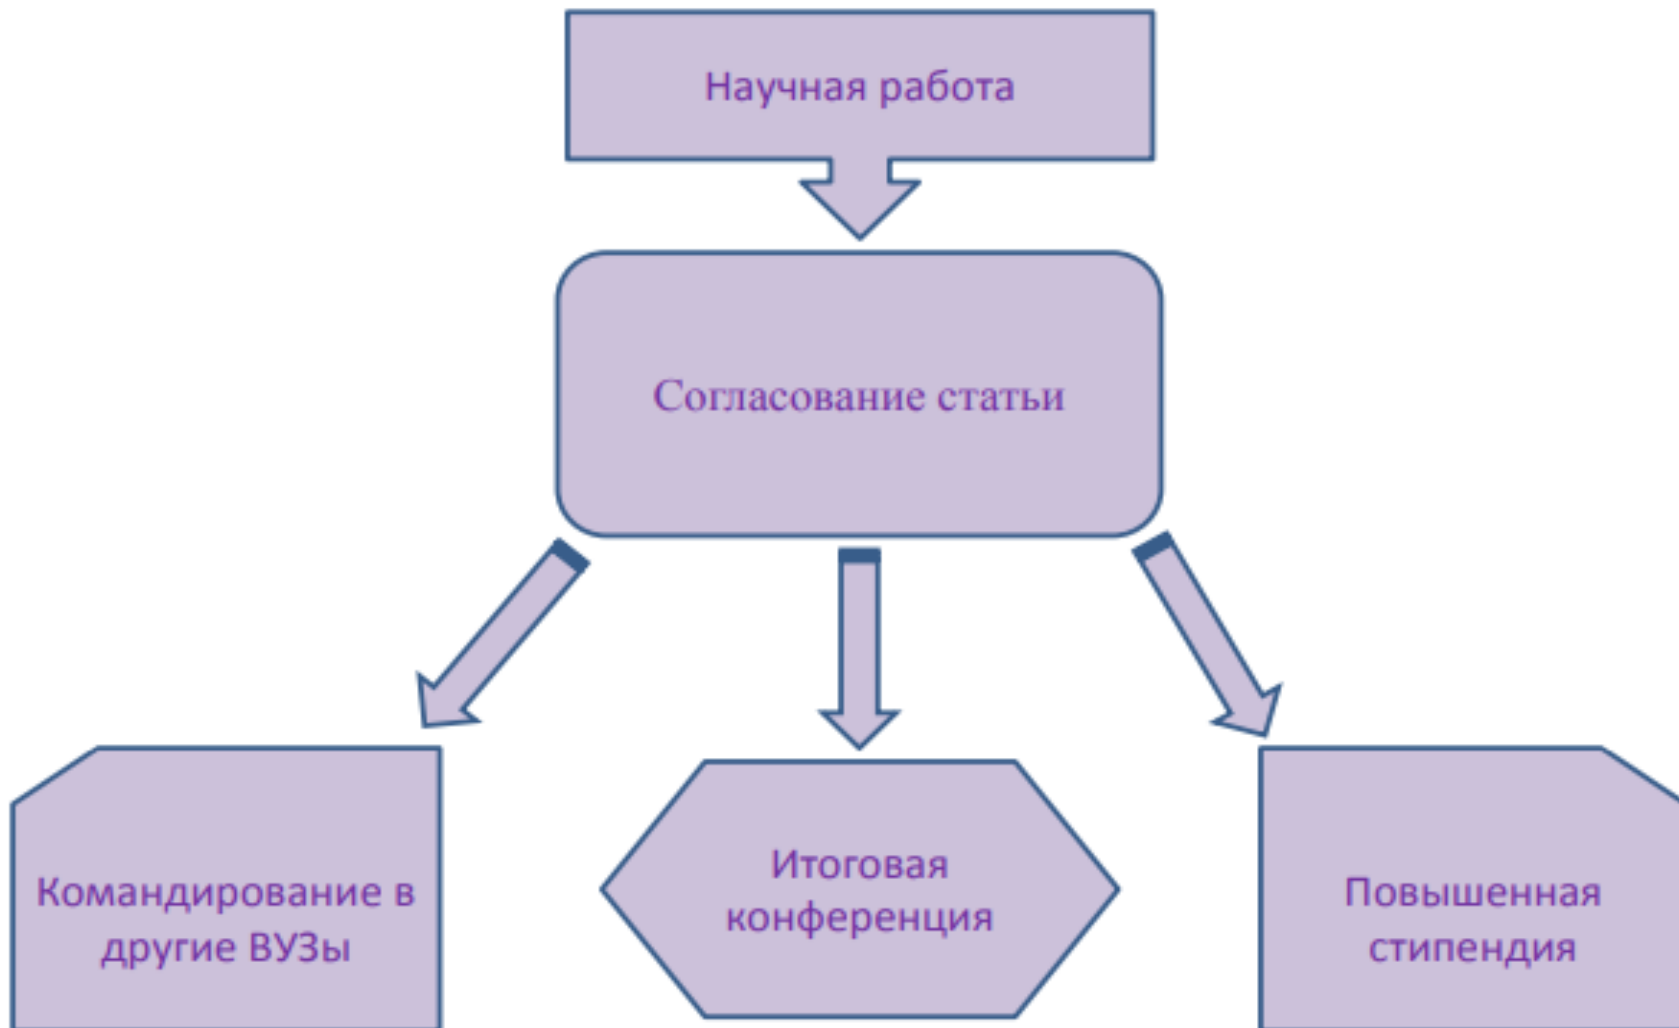 Научная работа
Согласование статьи
Командирование в
другие ВУЗы
Итоговая
конференция
Повышенная
стипендия